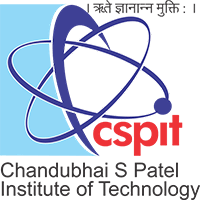 । ऋते ज्ञानान्न मुक्ति : ।
cspit
Chandubhai S Patel
Institute of Technology